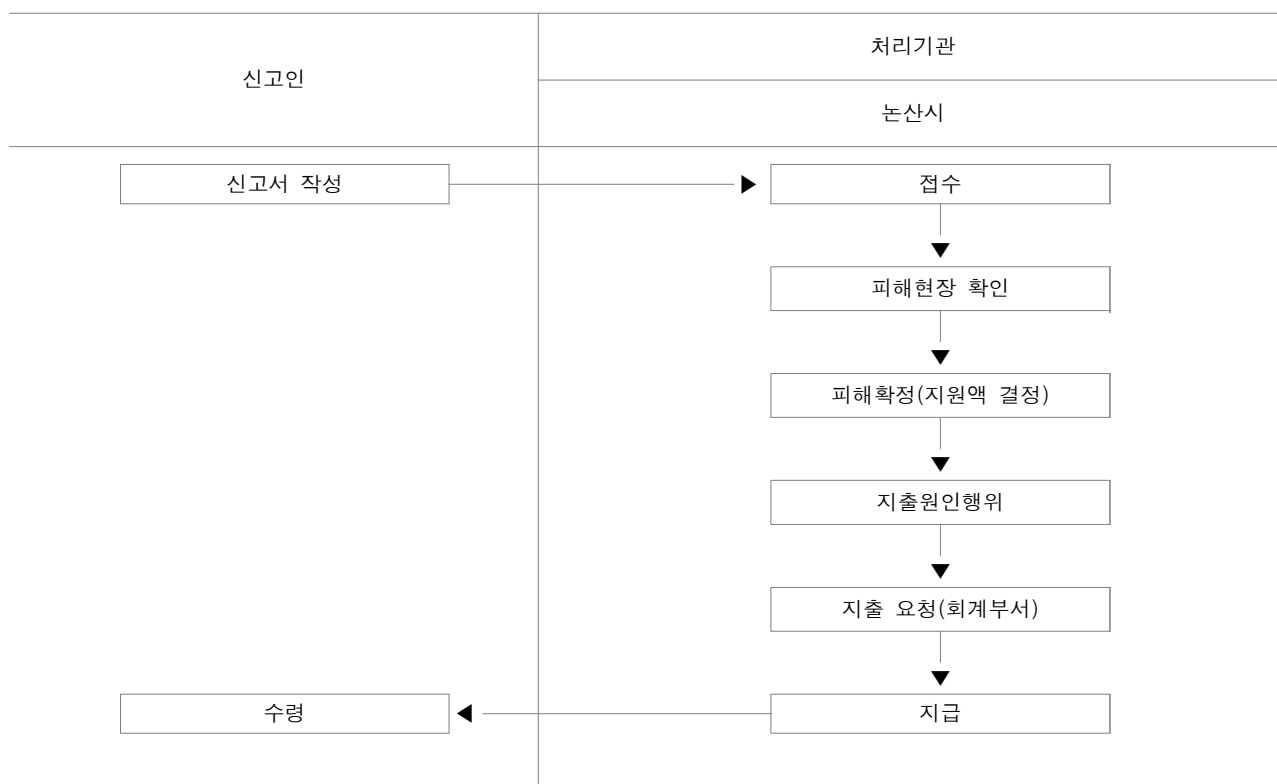 신고인
처리기관
논산시
신고서 작성
접수
피해현장 확인
피해확정(지원액 결정)
지출원인행위
지출 요청(회계부서)
수령
지급